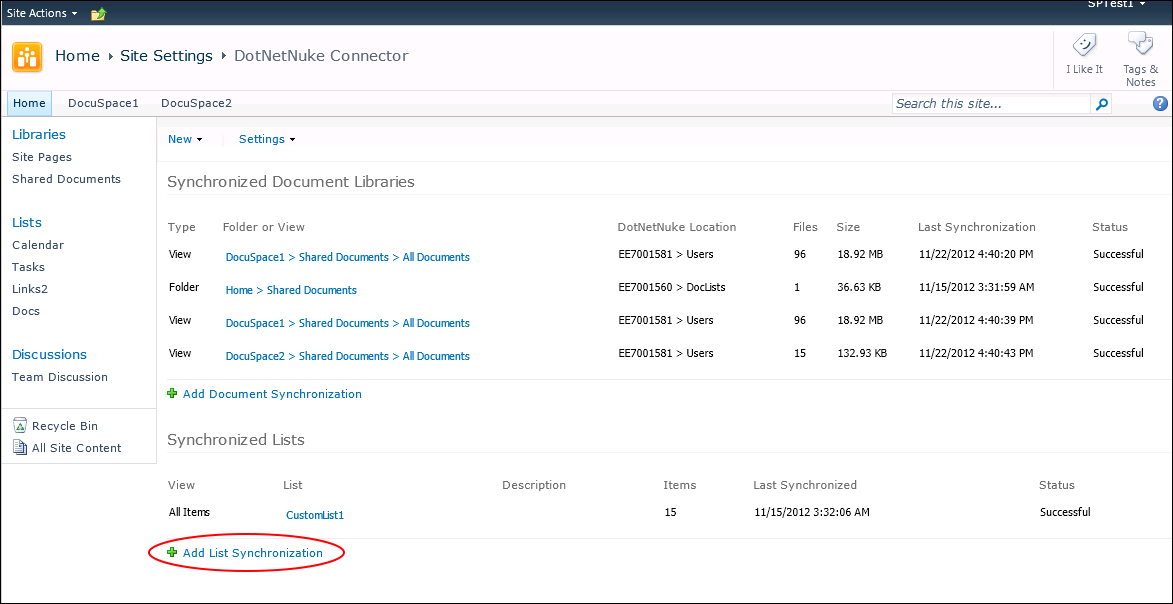 Site Actions
SPTest1
Home Site Settings DotNetNuke Connector
I Like It
Tags & Notes
Home DocuSpace1 DocuSpace2
Search this site...
Libraries
Site Pages
Shared Documents
Lists
Calendar
Tasks
Links2
Docs
Discussions
Team Discussion
Recycle Bin
All Site Content
New Settings
Synchronized Document Libraries
Type Folder or View DotNetNuke Location Files Size Last Synchronization Status
View DocuSpace1 > Shared Documents > All Documents EE7001581 > Users 96 18.92 MB 11/22/2012 4:40:20 PM Successful
Folder Home > Shared Documents EE7001560 > DocLists 1 36.63 KB 11/15/2012 3:31:59 AM Successful
View DocuSpace1 > Shared Documents > All Documents EE7001581 > Users 96 18.92 MB 11/22/2012 4:40:39 PM Successful
View DocuSpace2 > Shared Documents > All Documents EE7001581 > Users 15 132.93 KB 11/22/2012 4:40:43 PM Successful
Add Document Synchronization
Synchronized Lists
View List Description Items Last Synchronized Status
All Items CustomList1 15 11/15/2012 3:32:06 AM Successful
Add List Synchronization